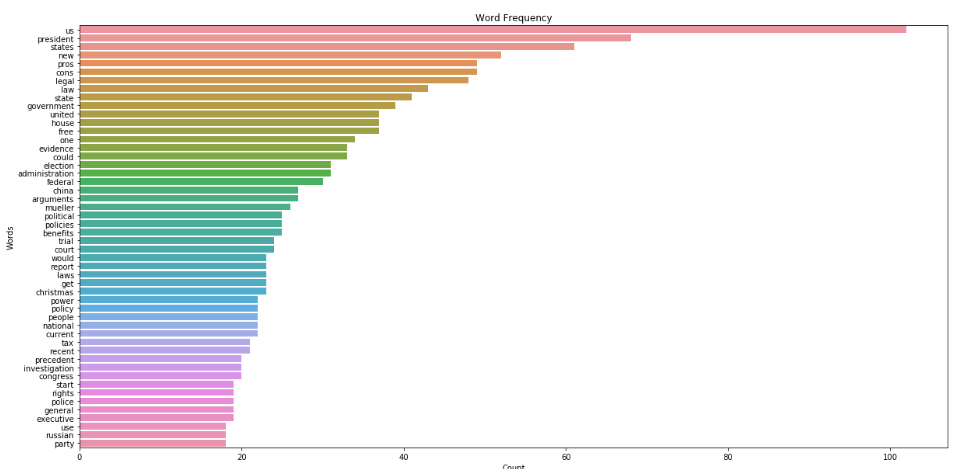 Word Frequency
us
president
states
new
pros
cons
legal
law
state
government
united
house
free
one
evidence
could
election
administration
federal
china
arguments
mueller
political
policies
benefits
trial
court
would
report
laws
get
christmas
power
policy
people
national
current
tax
recent
precedent
investigation
congress
start
rights
police
general
executive
use
russian
party
Words
0 20 40 60 80 100
Count